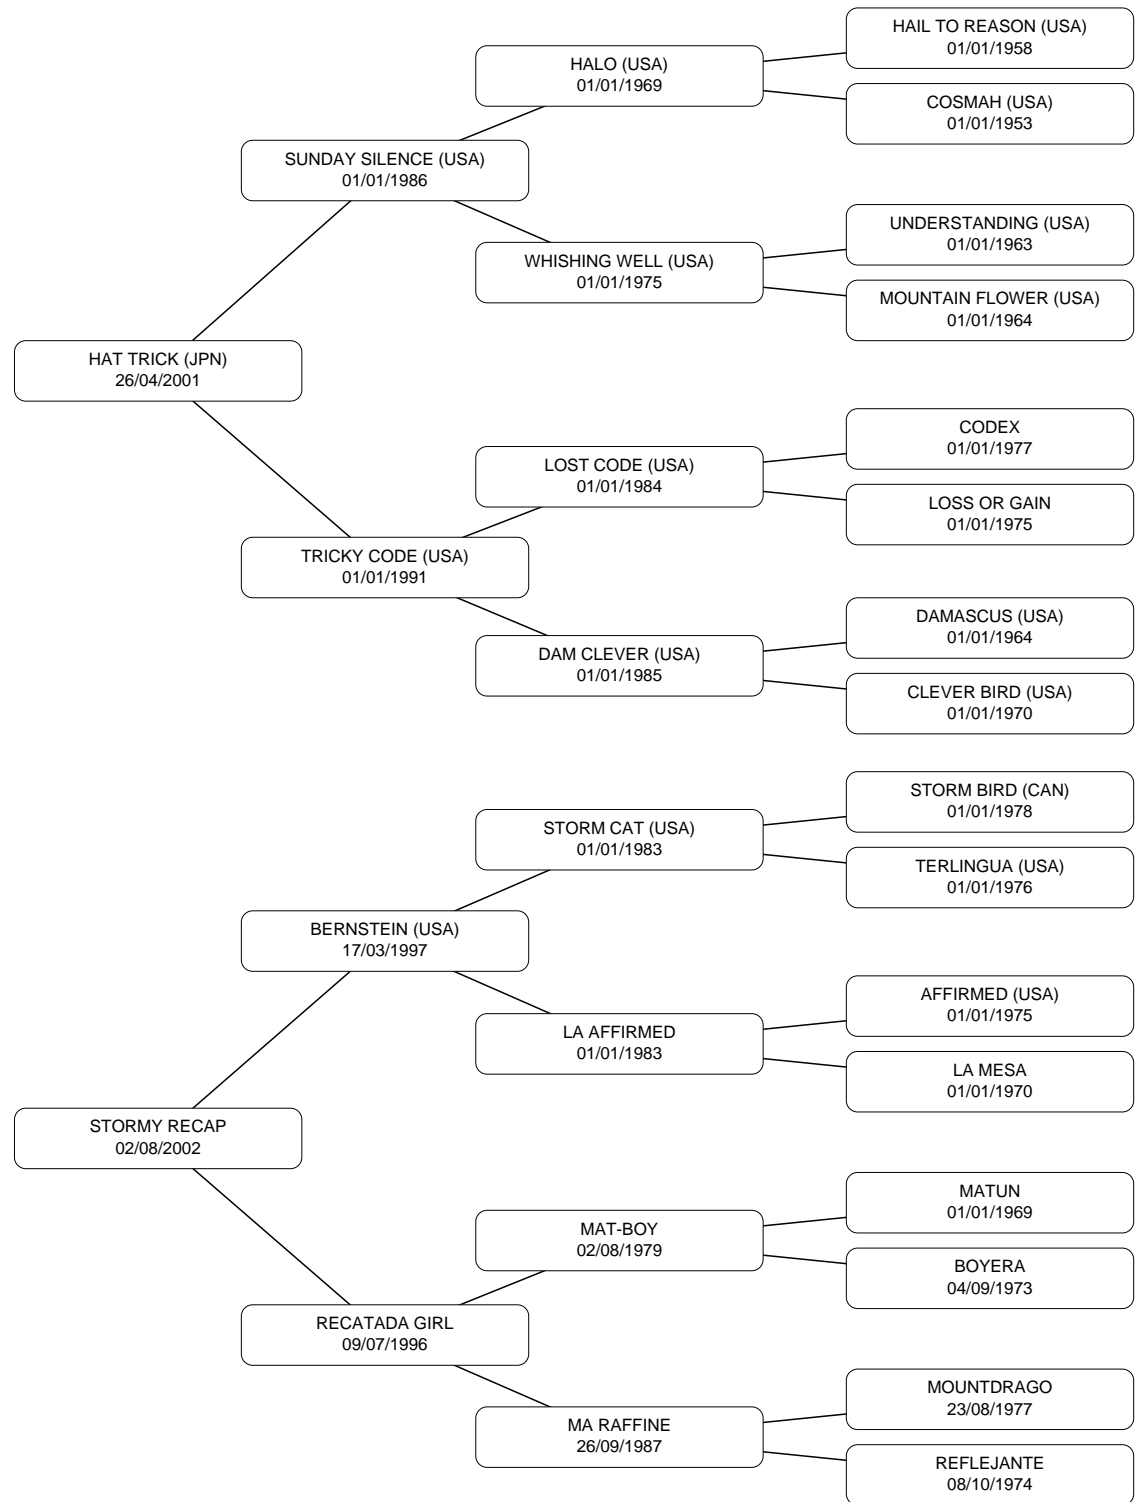 HAIL TO REASON (USA)
01/01/1958
HALO (USA)
01/01/1969
COSMAH (USA)
01/01/1953
SUNDAY SILENCE (USA)
01/01/1986
UNDERSTANDING (USA)
01/01/1963
WHISHING WELL (USA)
01/01/1975
MOUNTAIN FLOWER (USA)
01/01/1964
HAT TRICK (JPN)
26/04/2001
CODEX
01/01/1977
LOST CODE (USA)
01/01/1984
LOSS OR GAIN
01/01/1975
TRICKY CODE (USA)
01/01/1991
DAMASCUS (USA)
01/01/1964
DAM CLEVER (USA)
01/01/1985
CLEVER BIRD (USA)
01/01/1970
STORM BIRD (CAN)
01/01/1978
STORM CAT (USA)
01/01/1983
TERLINGUA (USA)
01/01/1976
BERNSTEIN (USA)
17/03/1997
AFFIRMED (USA)
01/01/1975
LA AFFIRMED
01/01/1983
LA MESA
01/01/1970
STORMY RECAP
02/08/2002
MATUN
01/01/1969
MAT-BOY
02/08/1979
BOYERA
04/09/1973
RECATADA GIRL
09/07/1996
MOUNTDRAGO
23/08/1977
MA RAFFINE
26/09/1987
REFLEJANTE
08/10/1974